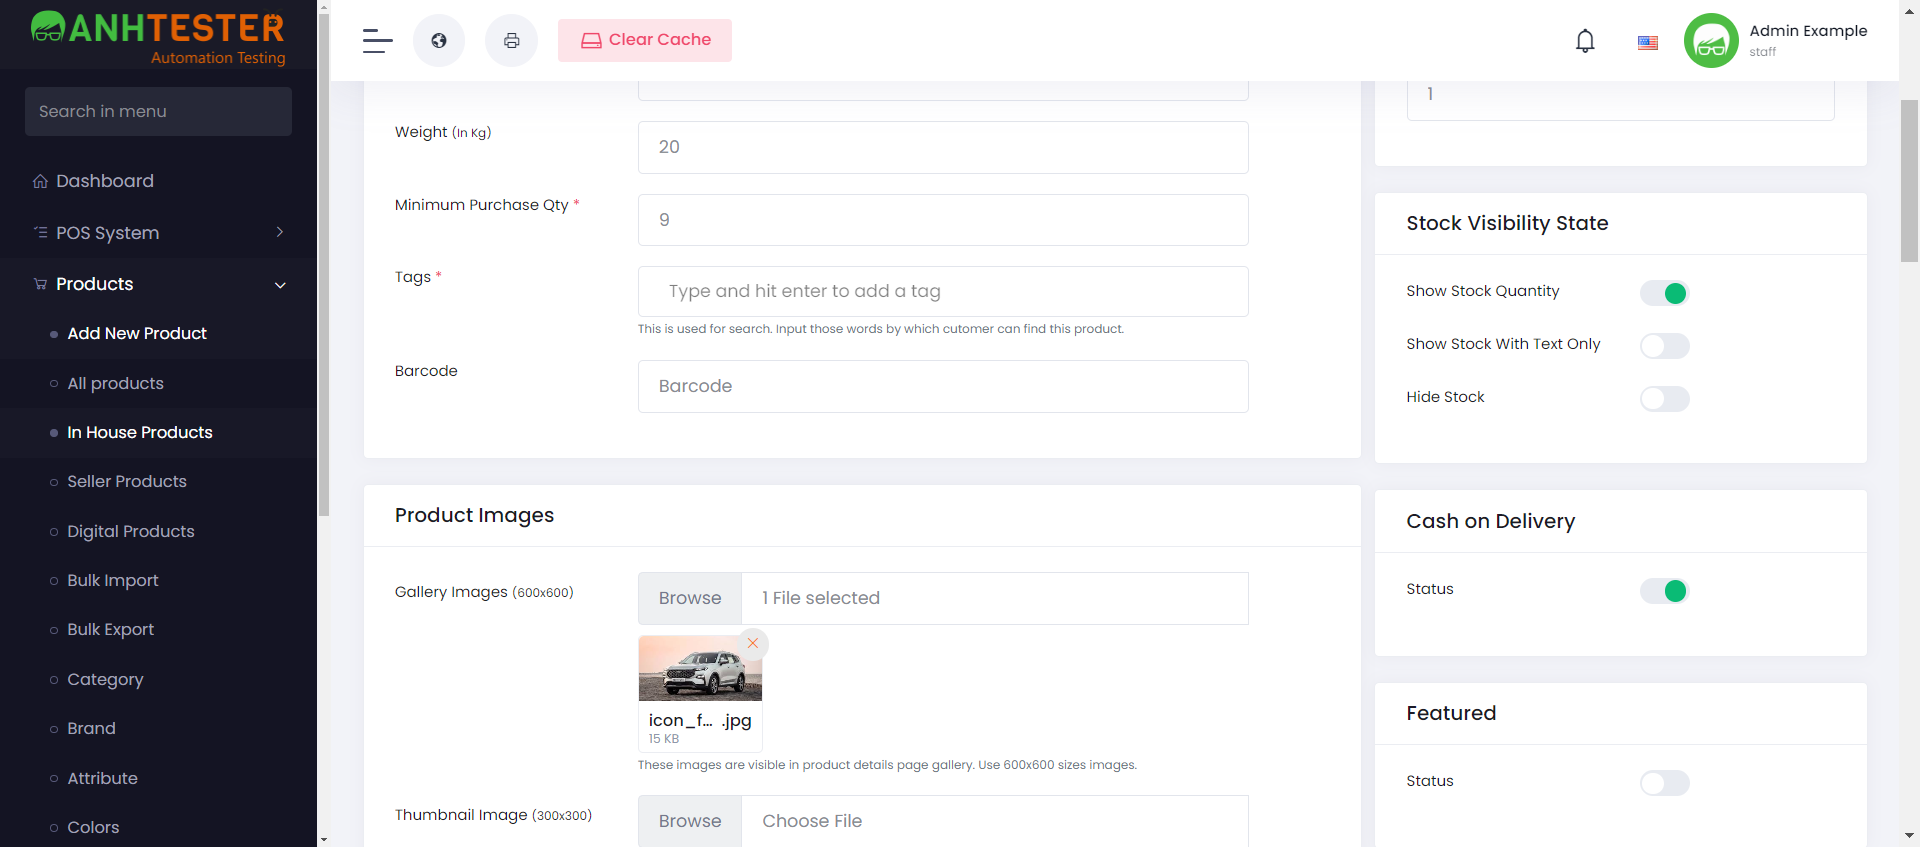 ANHTESTER
Automation Testing
Search in menu
Dashboard
POS System
Products
Add New Product
All products
In House Products
Seller Products
Digital Products
Bulk Import
Bulk Export
Category
Brand
Attribute
Colors
Clear Cache
Admin Example
staff
Weight (In Kg)
20
Minimum Purchase Qty *
9
Tags *
Type and hit enter to add a tag
This is used for search. Input those words by which cutomer can find this product.
Barcode
Barcode
Product Images
Gallery Images (600x600)
Browse
1 File selected
icon_f... .jpg
15 KB
These images are visible in product details page gallery. Use 600x600 sizes images.
Thumbnail Image (300x300)
Browse
Choose File
1
Stock Visibility State
Show Stock Quantity
Show Stock With Text Only
Hide Stock
Cash on Delivery
Status
Featured
Status